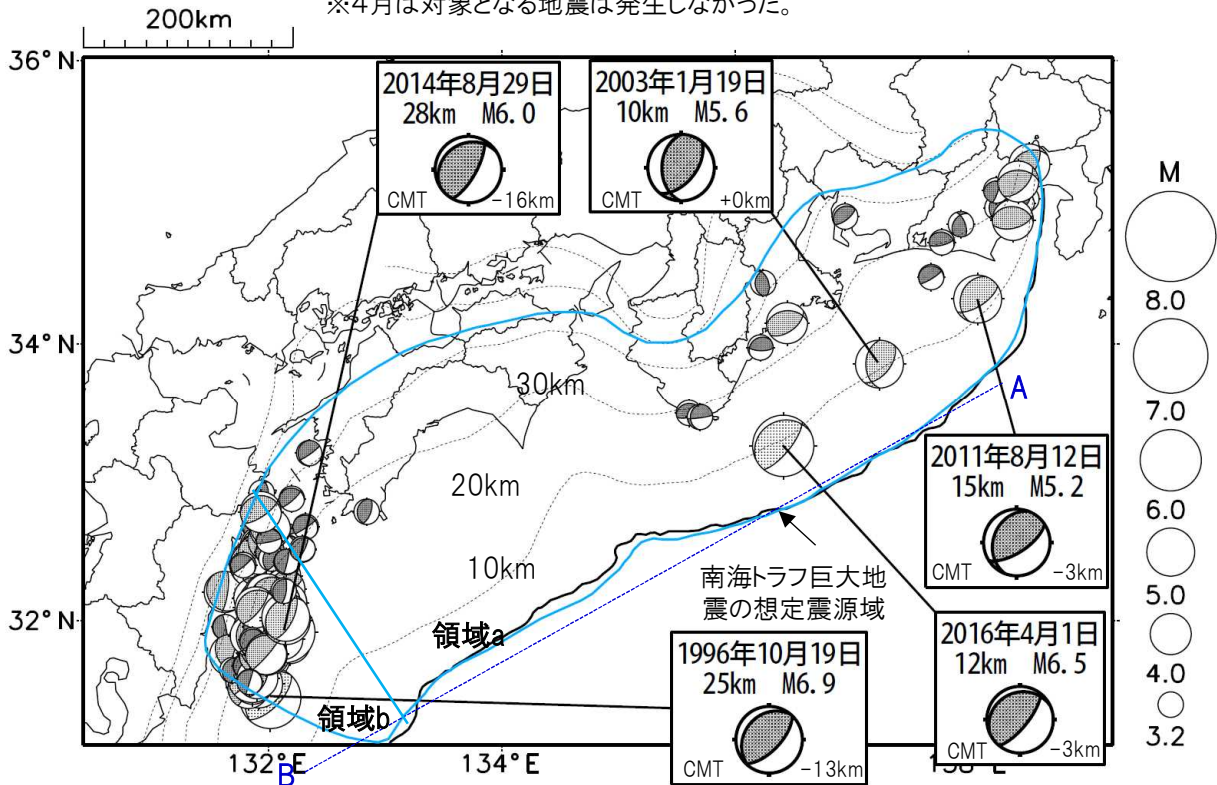 ※4月は対象となる地震は発生しなかった。
200km
36°N
34°N
32°N
132°E
134°E
2014年8月29日
28km M6.0
CMT -16km
2003年1月19日
10km M5.6
CMT +0km
30km
20km
10km
A
B
2011年8月12日
15km M5.2
CMT -3km
南海トラフ巨大地
震の想定震源域
領域a
領域b
1996年10月19日
25km M6.9
CMT -13km
2016年4月1日
12km M6.5
CMT -3km
M
8.0
7.0
6.0
5.0
4.0
3.2